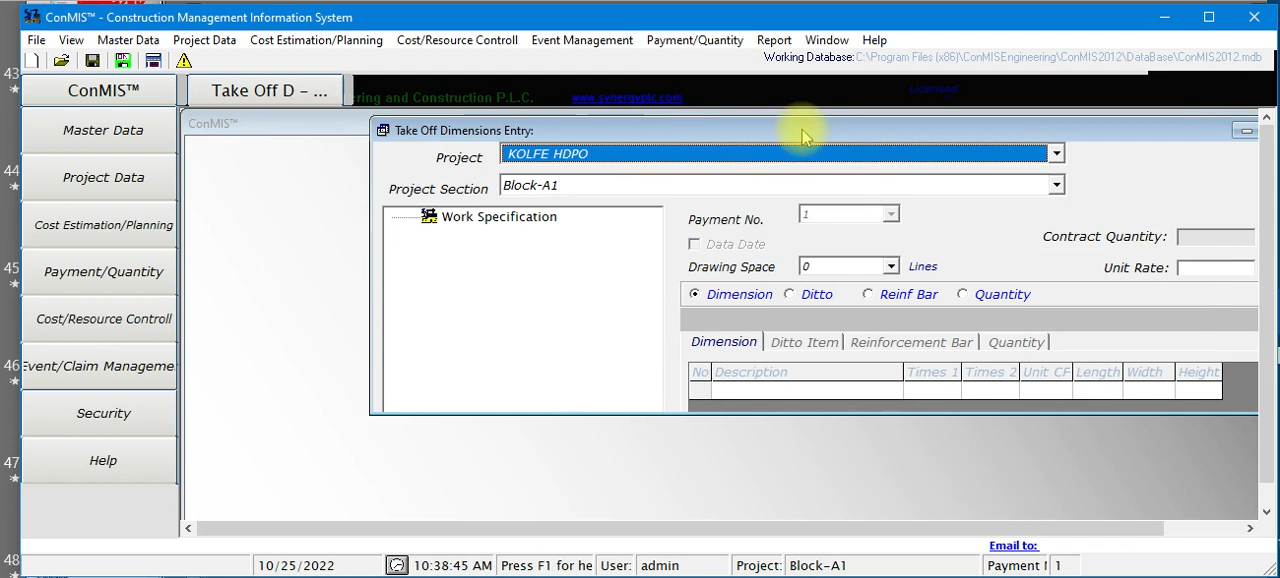 ConMIS™ - Construction Management Information System
File View Master Data Project Data Cost Estimation/Planning Cost/Resource Controll Event Management Payment/Quantity Report Window Help
Working Database: C:\Program Files (x86)\ConMISEngineering\ConMIS2012\DataBase\ConMIS2012.mdb
43
ConMIS™
Take Off D – ...
ering and Construction P.L.C.
www.synergyplc.com
Licensed
Master Data
ConMIS™
Take Off Dimensions Entry:
Project KOLFE HDPO
44
Project Data
Project Section Block-A1
Cost Estimation/Planning
Work Specification
Payment No. 1
Data Date
Contract Quantity:
45
Payment/Quantity
Drawing Space 0 Lines
Unit Rate:
Dimension Ditto Reinf Bar Quantity
Cost/Resource Controll
Dimension Ditto Item Reinforcement Bar Quantity
46
Event/Claim Manageme
No Description Times 1 Times 2 Unit CF Length Width Height
Security
47
Help
Email to:
48
10/25/2022 10:38:45 AM Press F1 for he User: admin Project: Block-A1 Payment 1